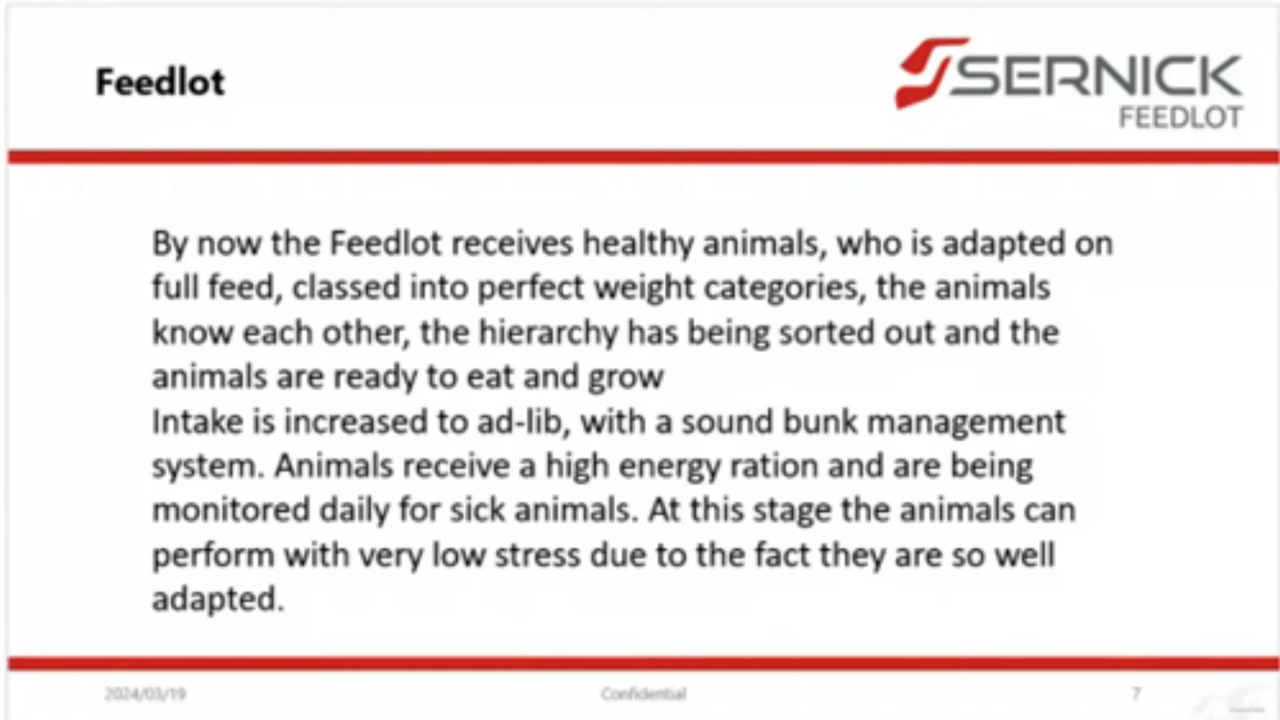 Feedlot
SERNICK
FEEDLOT
By now the Feedlot receives healthy animals, who is adapted on
full feed, classed into perfect weight categories, the animals
know each other, the hierarchy has being sorted out and the
animals are ready to eat and grow
Intake is increased to ad-lib, with a sound bunk management
system. Animals receive a high energy ration and are being
monitored daily for sick animals. At this stage the animals can
perform with very low stress due to the fact they are so well
adapted.
2024/03/19
Confidential
7